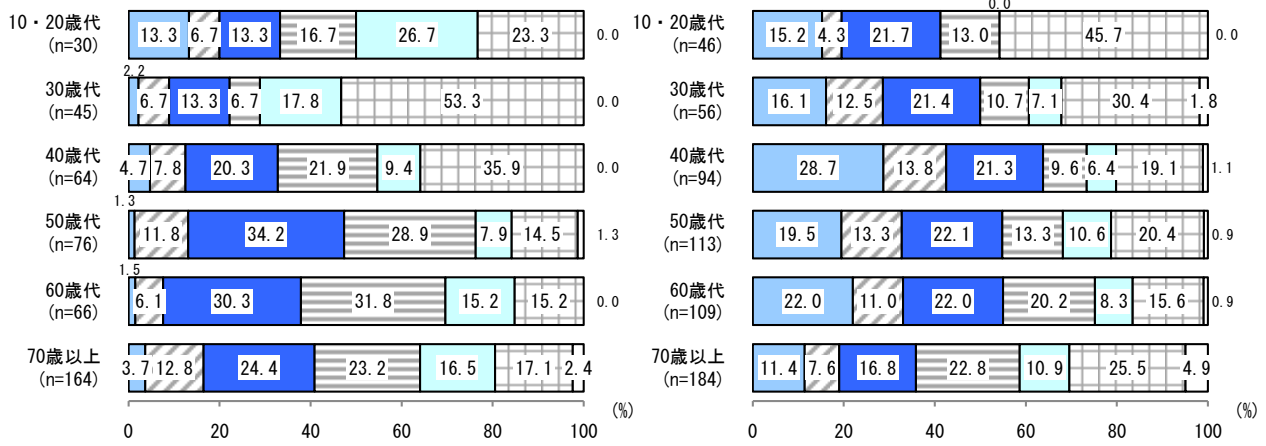 10・20歳代
(n=30)
13.3 6.7 13.3 16.7 26.7 23.3 0.0
2.2
30歳代
(n=45)
6.7 13.3 6.7 17.8 53.3 0.0
40歳代
(n=64)
4.7 7.8 20.3 21.9 9.4 35.9 0.0
1.3
50歳代
(n=76)
11.8 34.2 28.9 7.9 14.5 1.3
1.5
60歳代
(n=66)
6.1 30.3 31.8 15.2 15.2 0.0
70歳以上
(n=164)
3.7 12.8 24.4 23.2 16.5 17.1 2.4
(%)
0 20 40 60 80 100
0.0
10・20歳代
(n=46)
15.2 4.3 21.7 13.0 45.7 0.0
30歳代
(n=56)
16.1 12.5 21.4 10.7 7.1 30.4 1.8
40歳代
(n=94)
28.7 13.8 21.3 9.6 6.4 19.1 1.1
50歳代
(n=113)
19.5 13.3 22.1 13.3 10.6 20.4 0.9
60歳代
(n=109)
22.0 11.0 22.0 20.2 8.3 15.6 0.9
70歳以上
(n=184)
11.4 7.6 16.8 22.8 10.9 25.5 4.9
(%)
0 20 40 60 80 100